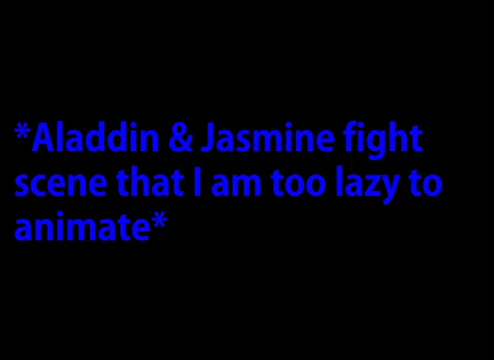 *Aladdin & Jasmine fight
scene that I am too lazy to
animate*